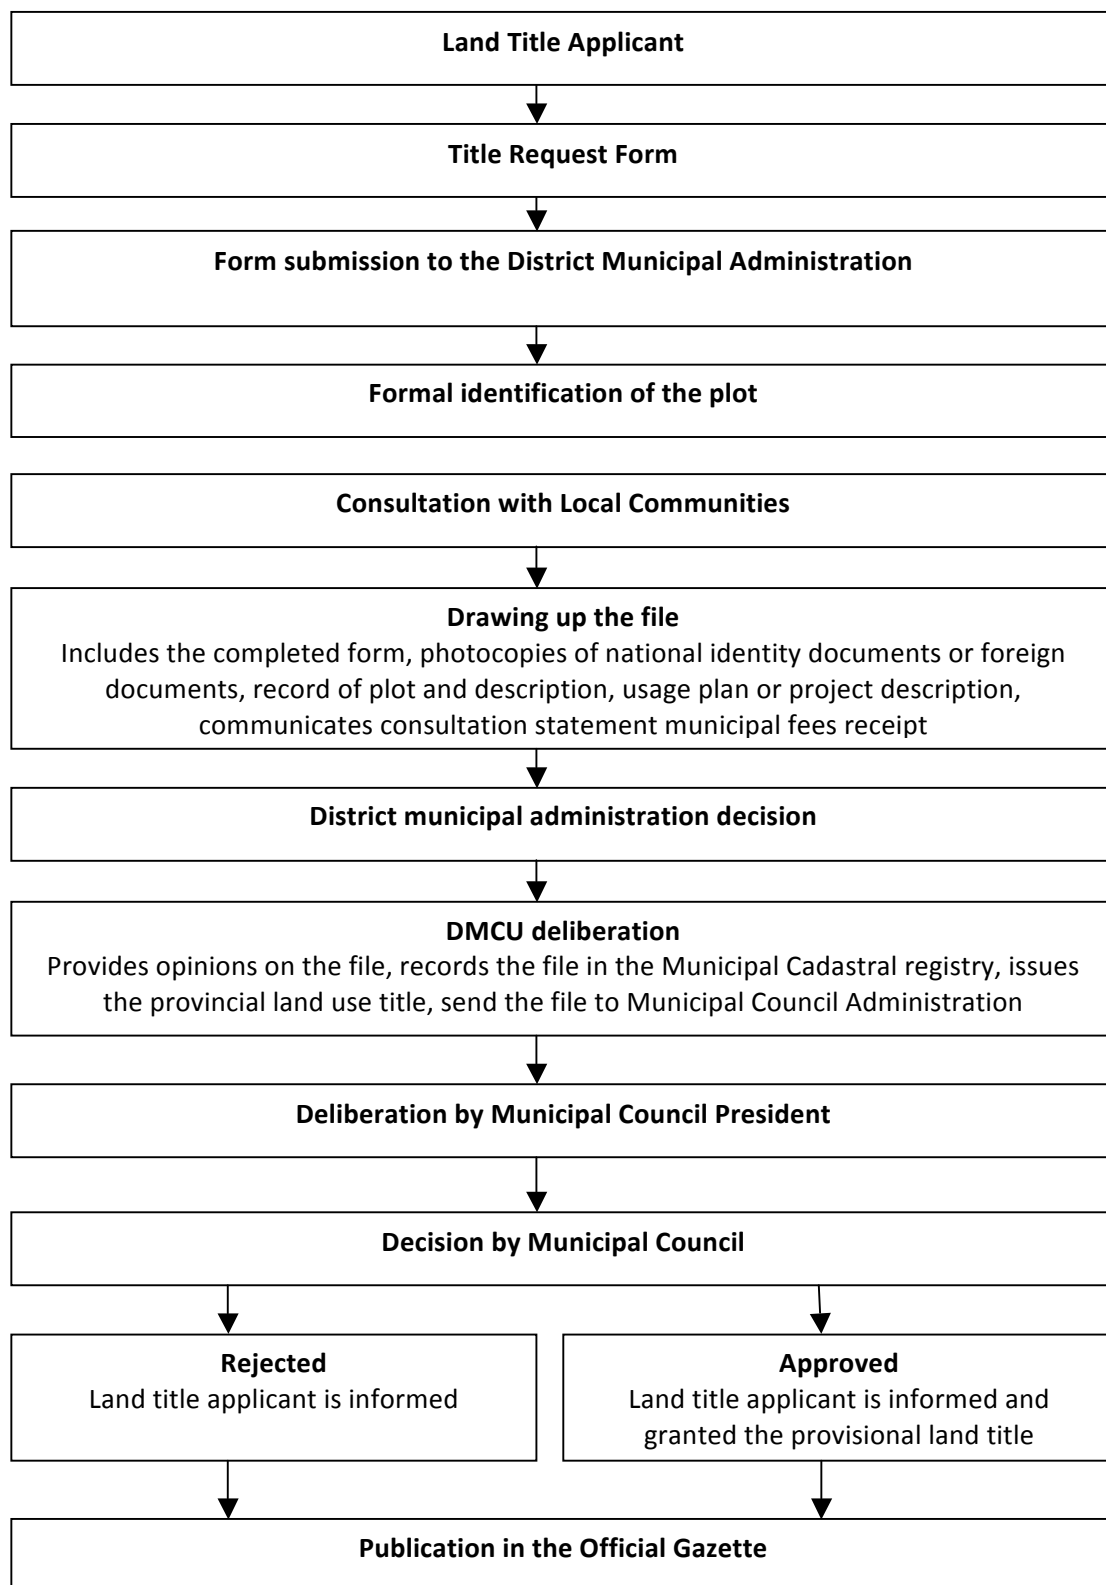 Land Title Applicant
Title Request Form
Form submission to the District Municipal Administration
Formal identification of the plot
Consultation with Local Communities
Drawing up the file
Includes the completed form, photocopies of national identity documents or foreign
documents, record of plot and description, usage plan or project description,
communicates consultation statement municipal fees receipt
District municipal administration decision
DMCU deliberation
Provides opinions on the file, records the file in the Municipal Cadastral registry, issues
the provincial land use title, send the file to Municipal Council Administration
Deliberation by Municipal Council President
Decision by Municipal Council
Rejected
Land title applicant is informed
Approved
Land title applicant is informed and
granted the provisional land title
Publication in the Official Gazette